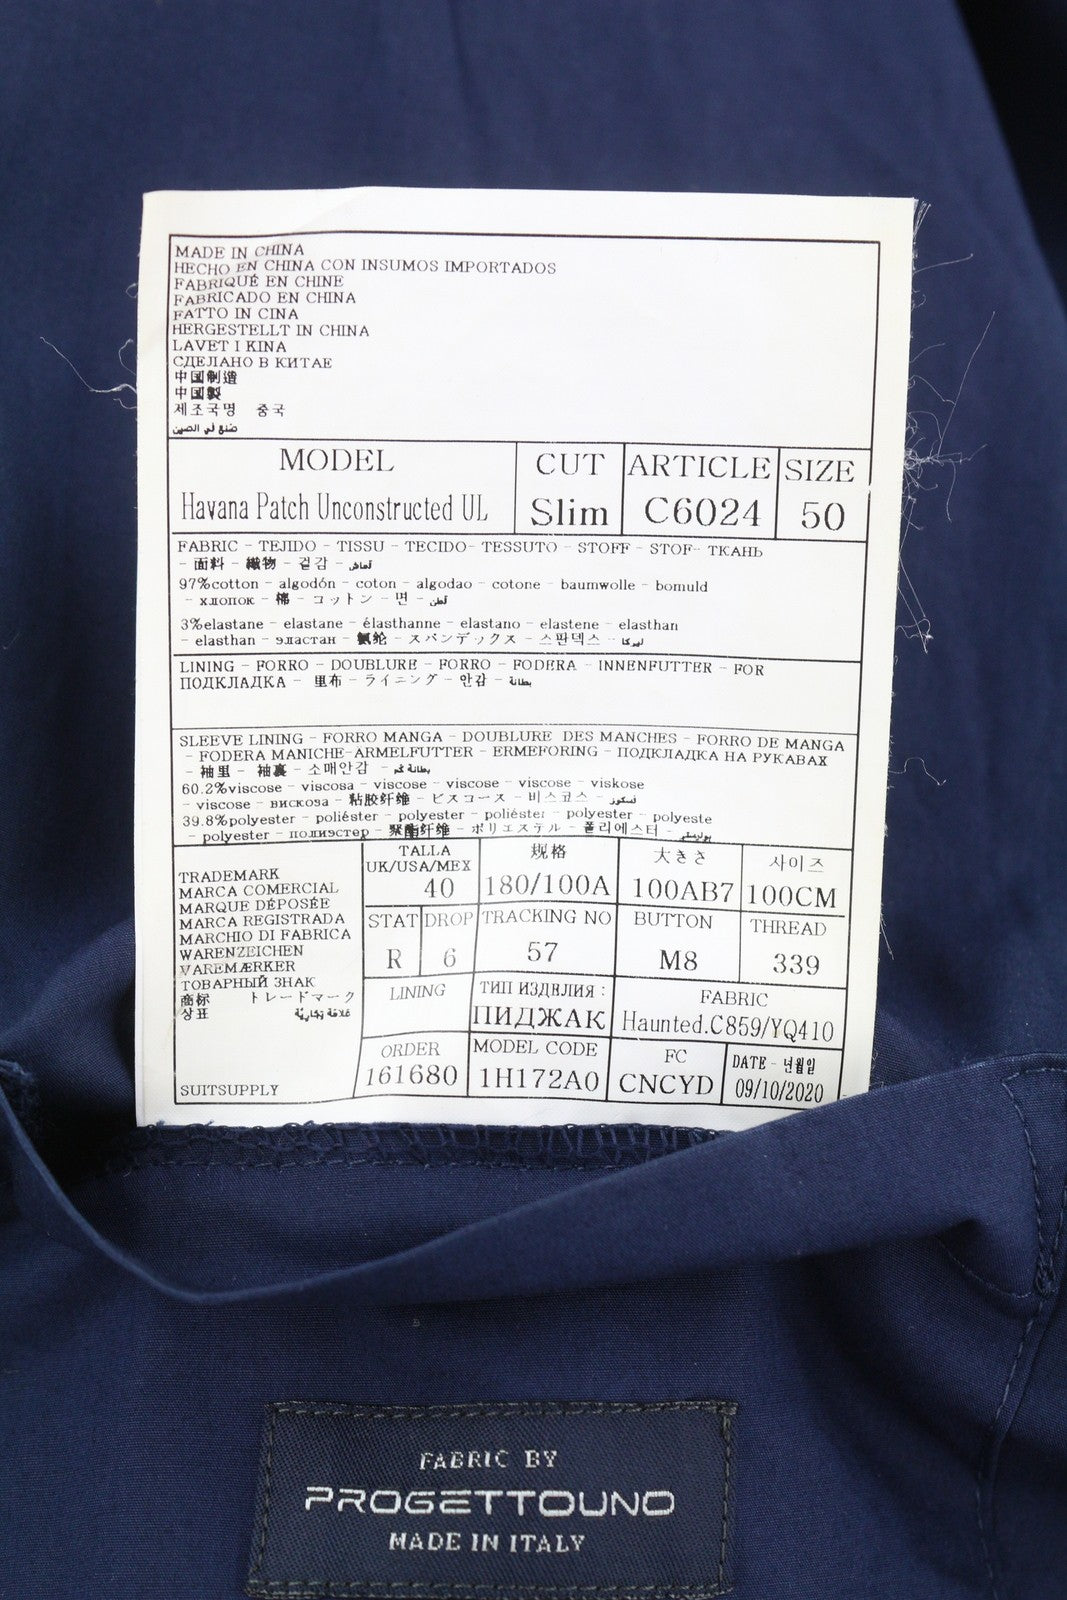 MADE IN CHINA
HECHO EN CHINA CON INSUMOS IMPORTADOS
FABRIQUÉ EN CHINE
FABRICADO EN CHINA
FATTO IN CINA
HERGESTELLT IN CHINA
LAVET I KINA
СДЕЛАНО В КИТАЕ
中国制造
中国製
제조국명 중국
صنع في الصين
MODEL CUT ARTICLE SIZE
Havana Patch Unconstructed UL Slim C6024 50
FABRIC - TEJIDO - TISSU - TECIDO- TESSUTO - STOFF - STOF- ТКАНЬ
- 面料 - 織物 - 겉감 - قماش
97%cotton - algodón - coton - algodao - cotone - baumwolle - bomuld
- хлопок - 棉 - コットン - 면 - قطن
3%elastane - elastane - élasthanne - elastano - elastene - elasthan
- elasthan - эластан - 氨纶 - スパンデックス - 스판덱스 - ليركا
LINING - FORRO - DOUBLURE - FORRO - FODERA - INNENFUTTER - FOR
ПОДКЛАДКА - 里布 - ライニング - 안감 - بطانة
SLEEVE LINING - FORRO MANGA - DOUBLURE DES MANCHES - FORRO DE MANGA
- FODERA MANICHE-ARMELFUTTER - ERMEFORING - ПОДКЛАДКА НА РУКАВАХ
- 袖里 - 袖裏 - 소매안감 - بطانة كم
60.2%viscose - viscosa - viscose - viscose - viscose - viskose
- viscose - вискоза - 粘胶纤维 - ビスコース - 비스코스 - فسكوز
39.8%polyester - poliéster - polyester - poliéster - polyester - polyeste
- polyester - полиэстер - 聚酯纤维 - ポリエステル - 폴리에스터 -
TRADEMARK
MARCA COMERCIAL
MARQUE DÉPOSÉE
MARCA REGISTRADA
MARCHIO DI FABRICA
WARENZEICHEN
VAREMÆRKER
ТОВАРНЫЙ ЗНАК
商标 トレードマーク
상표 علامة تجارية
SUITSUPPLY
TALLA 规格 大きさ 사이즈
UK/USA/MEX
40 180/100A 100AB7 100CM
STAT DROP TRACKING NO BUTTON THREAD
R 6 57 M8 339
LINING ТИП ИЗДЕЛИЯ : FABRIC
ПИДЖАК Haunted.C859/YQ410
ORDER MODEL CODE FC DATE - 년월일
161680 1H172A0 CNCYD 09/10/2020
FABRIC BY
PROGETTOUNO
MADE IN ITALY